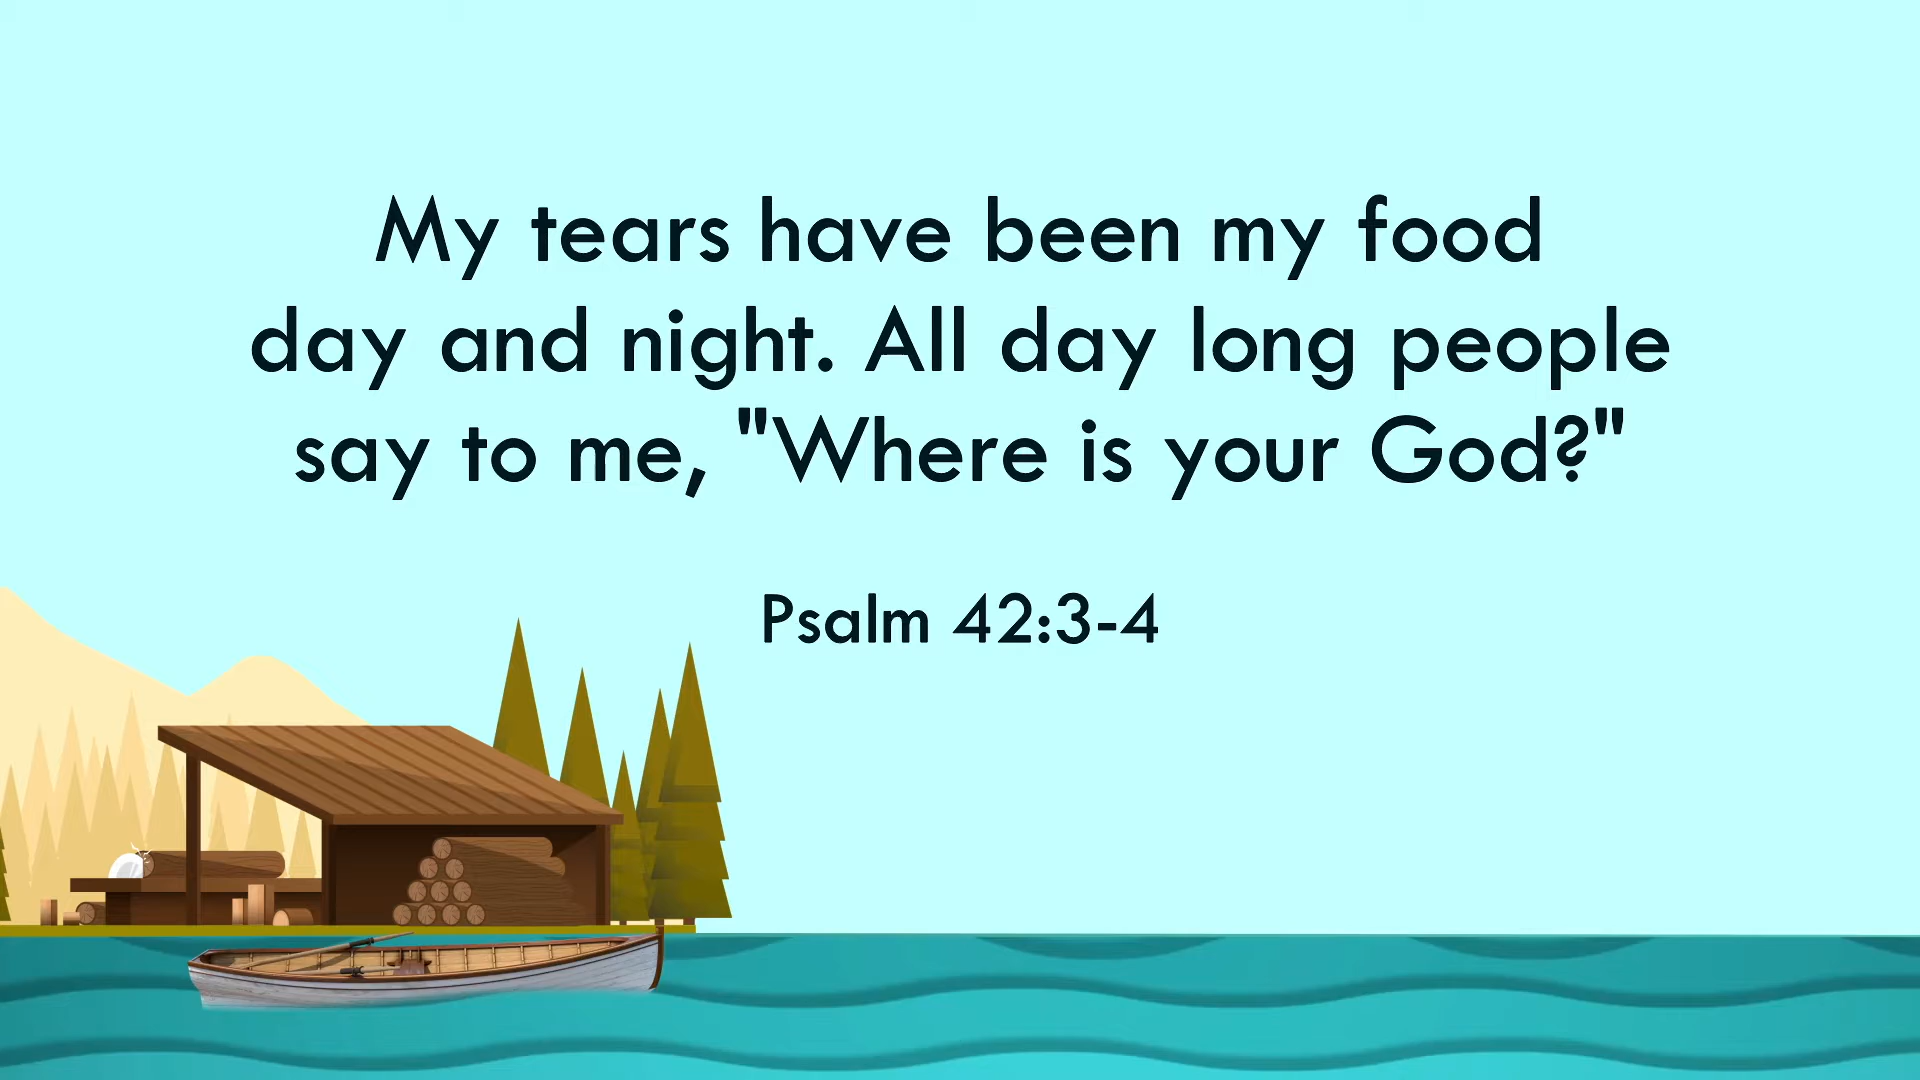 My tears have been my food
day and night. All day long people
say to me, "Where is your God?"
Psalm 42:3-4